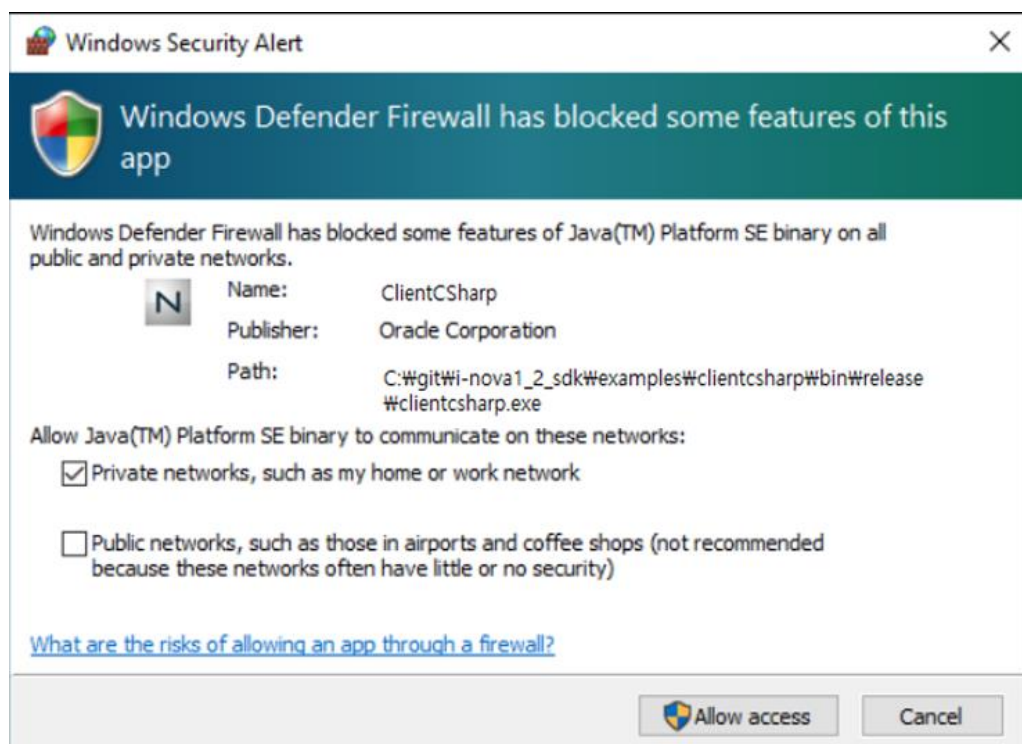 Windows Security Alert
Windows Defender Firewall has blocked some features of this
app
Windows Defender Firewall has blocked some features of Java(TM) Platform SE binary on all
public and private networks.
N
Name: ClientCSharp
Publisher: Oracle Corporation
Path: C:₩git₩i-nova1_2_sdk₩examples₩clientcsharp₩bin₩release
₩clientcsharp.exe
Allow Java(TM) Platform SE binary to communicate on these networks:
Private networks, such as my home or work network
Public networks, such as those in airports and coffee shops (not recommended
because these networks often have little or no security)
What are the risks of allowing an app through a firewall?
Allow access Cancel